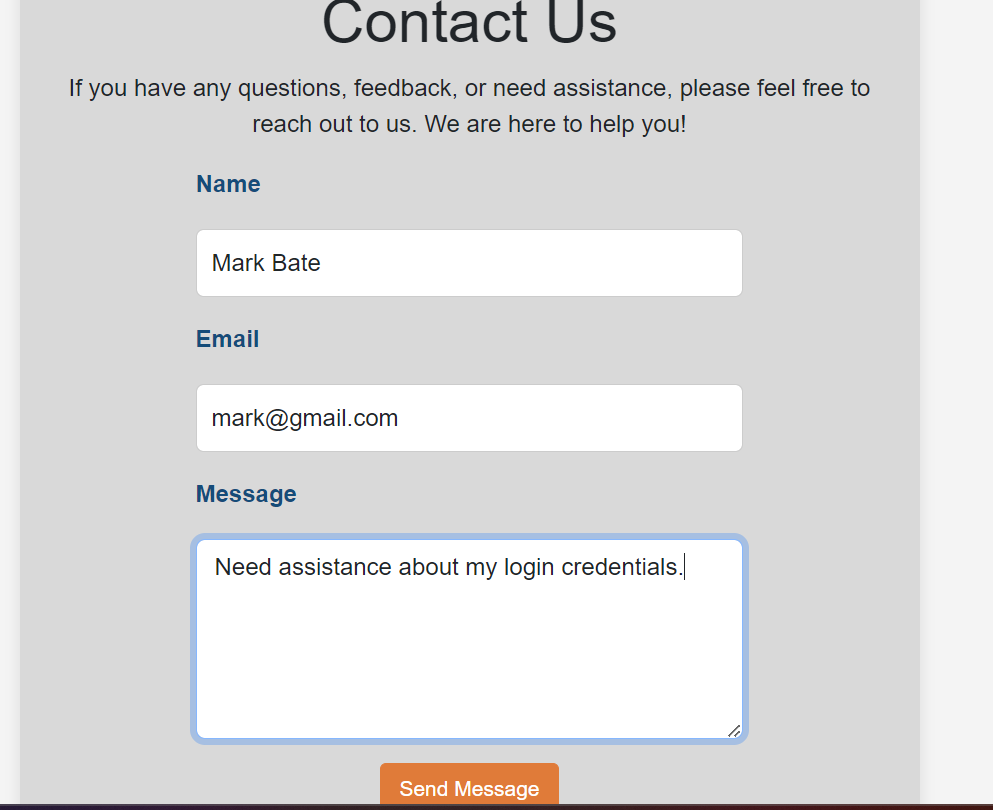 Contact Us
If you have any questions, feedback, or need assistance, please feel free to
reach out to us. We are here to help you!
Name
Mark Bate
Email
mark@gmail.com
Message
Need assistance about my login credentials.
Send Message